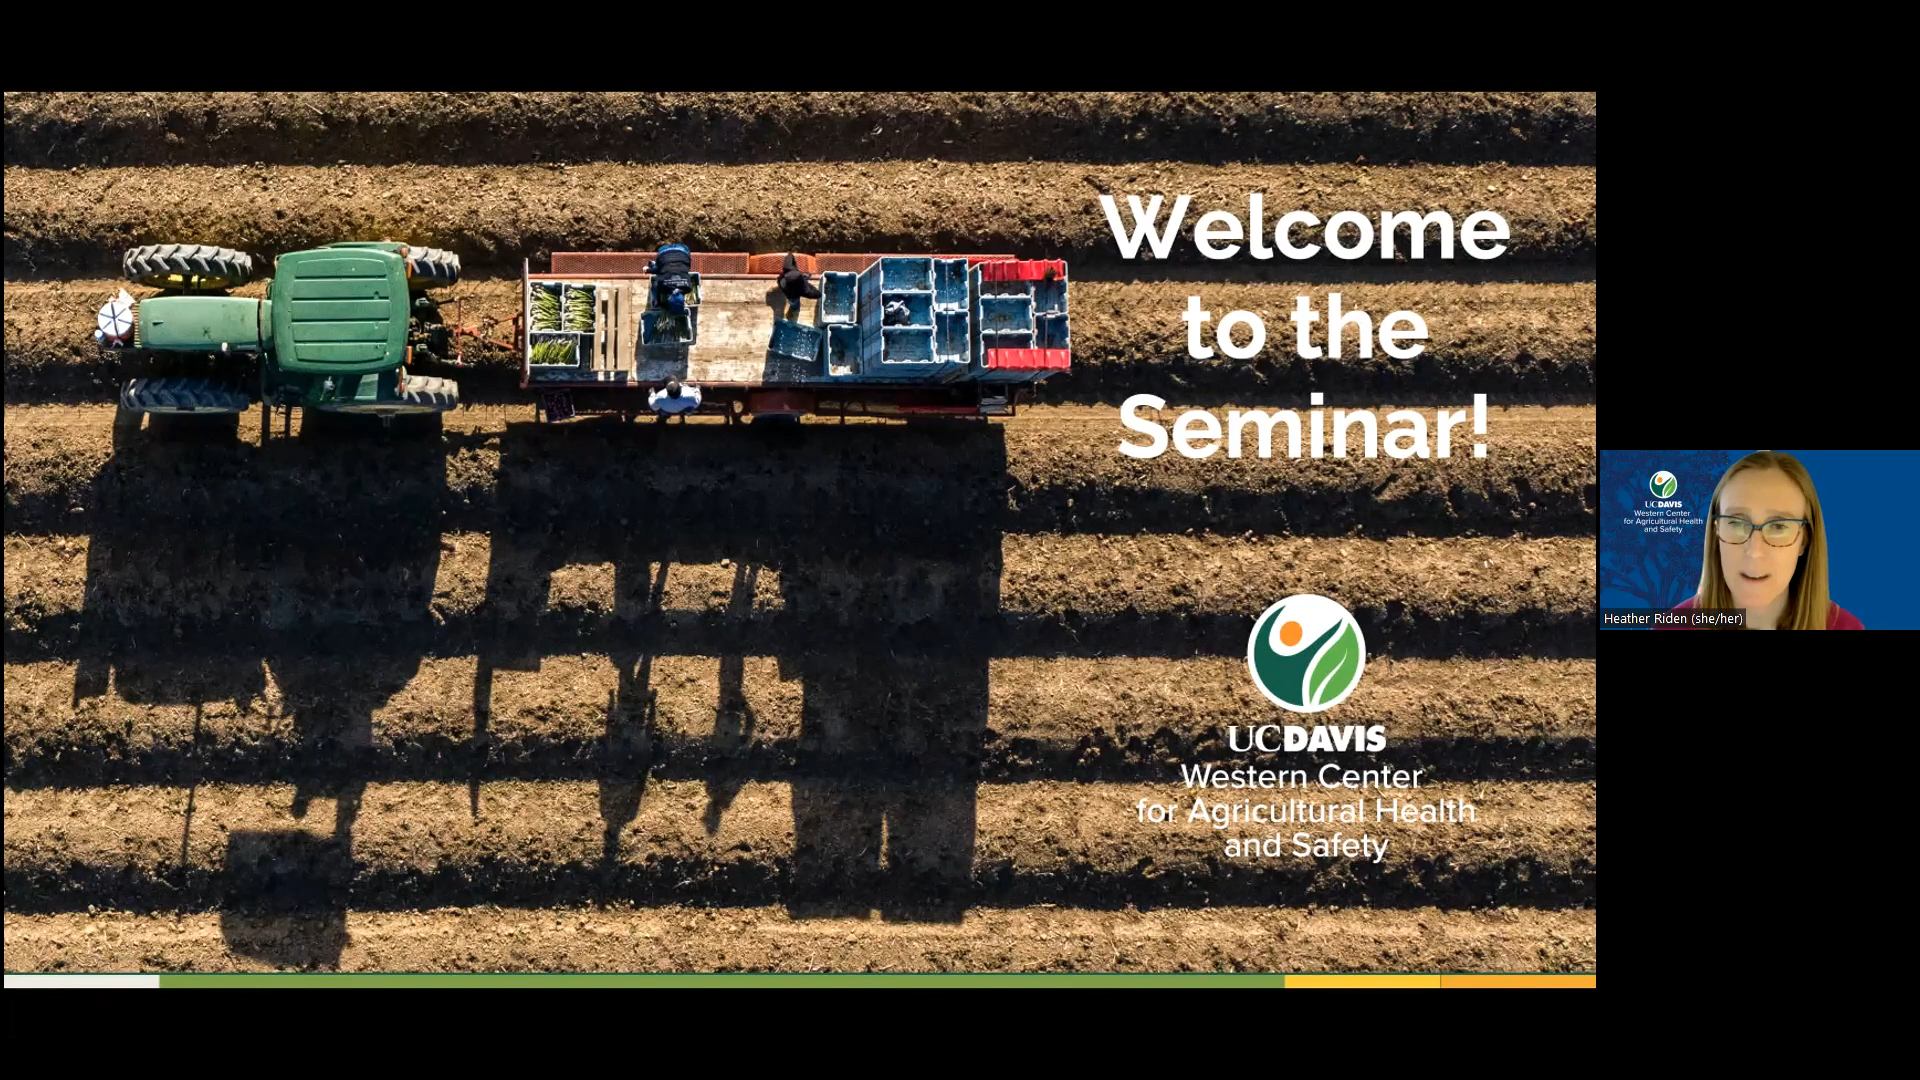 Welcome
to the
Seminar!
UCDAVIS
Western Center
for Agricultural Health
and Safety
UCDAVIS
Western Center
for Agricultural Health
and Safety
Heather Riden (she/her)